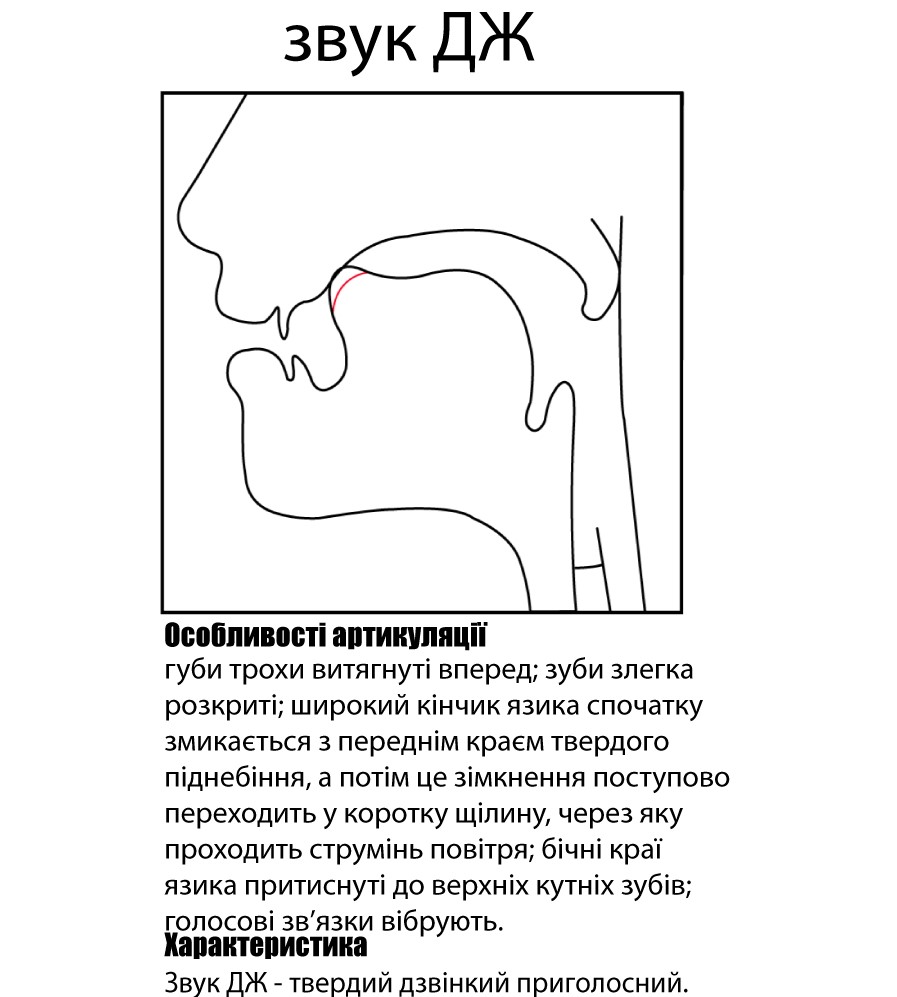 звук ДЖ
Особливості артикуляції
губи трохи витягнуті вперед; зуби злегка
розкриті; широкий кінчик язика спочатку
змикається з переднім краєм твердого
піднебіння, а потім це зімкнення поступово
переходить у коротку щілину, через яку
проходить струмінь повітря; бічні краї
язика притиснуті до верхніх кутніх зубів;
голосові зв’язки вібрують.
Характеристика
Звук ДЖ - твердий дзвінкий приголосний.